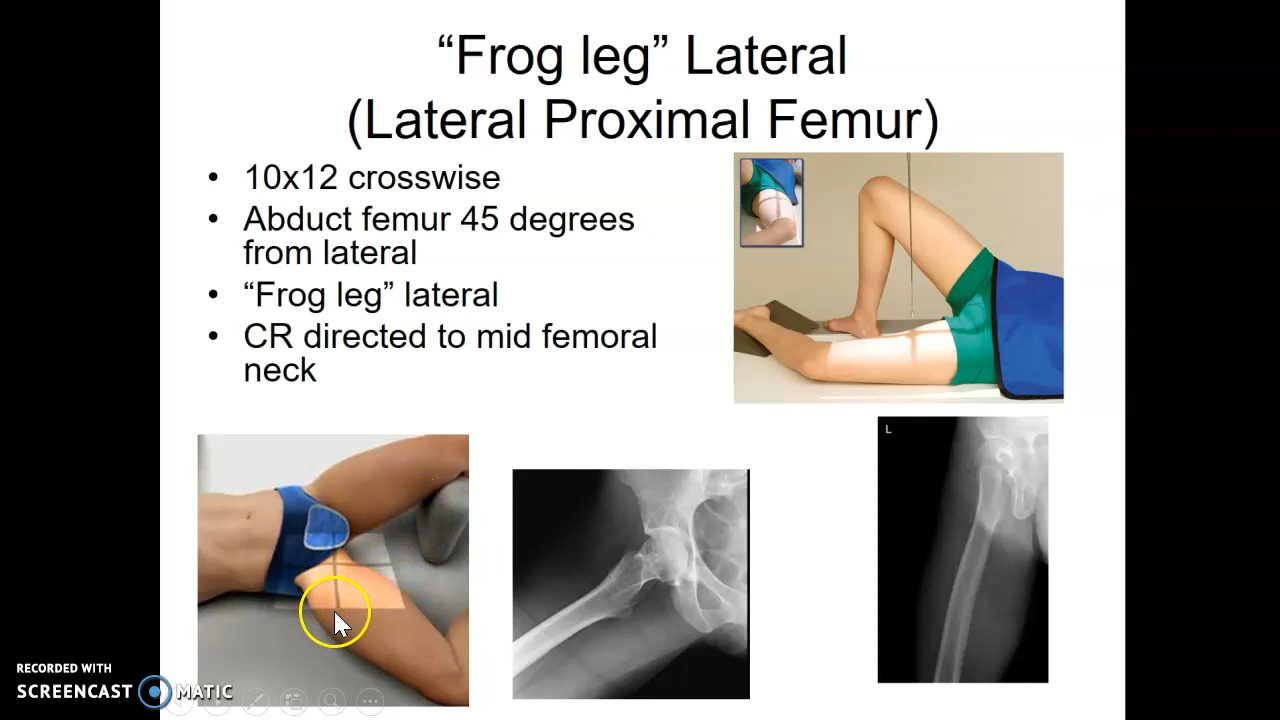 “Frog leg” Lateral
(Lateral Proximal Femur)
• 10x12 crosswise
• Abduct femur 45 degrees
from lateral
• “Frog leg” lateral
• CR directed to mid femoral
neck
L
RECORDED WITH
SCREENCAST MATIC